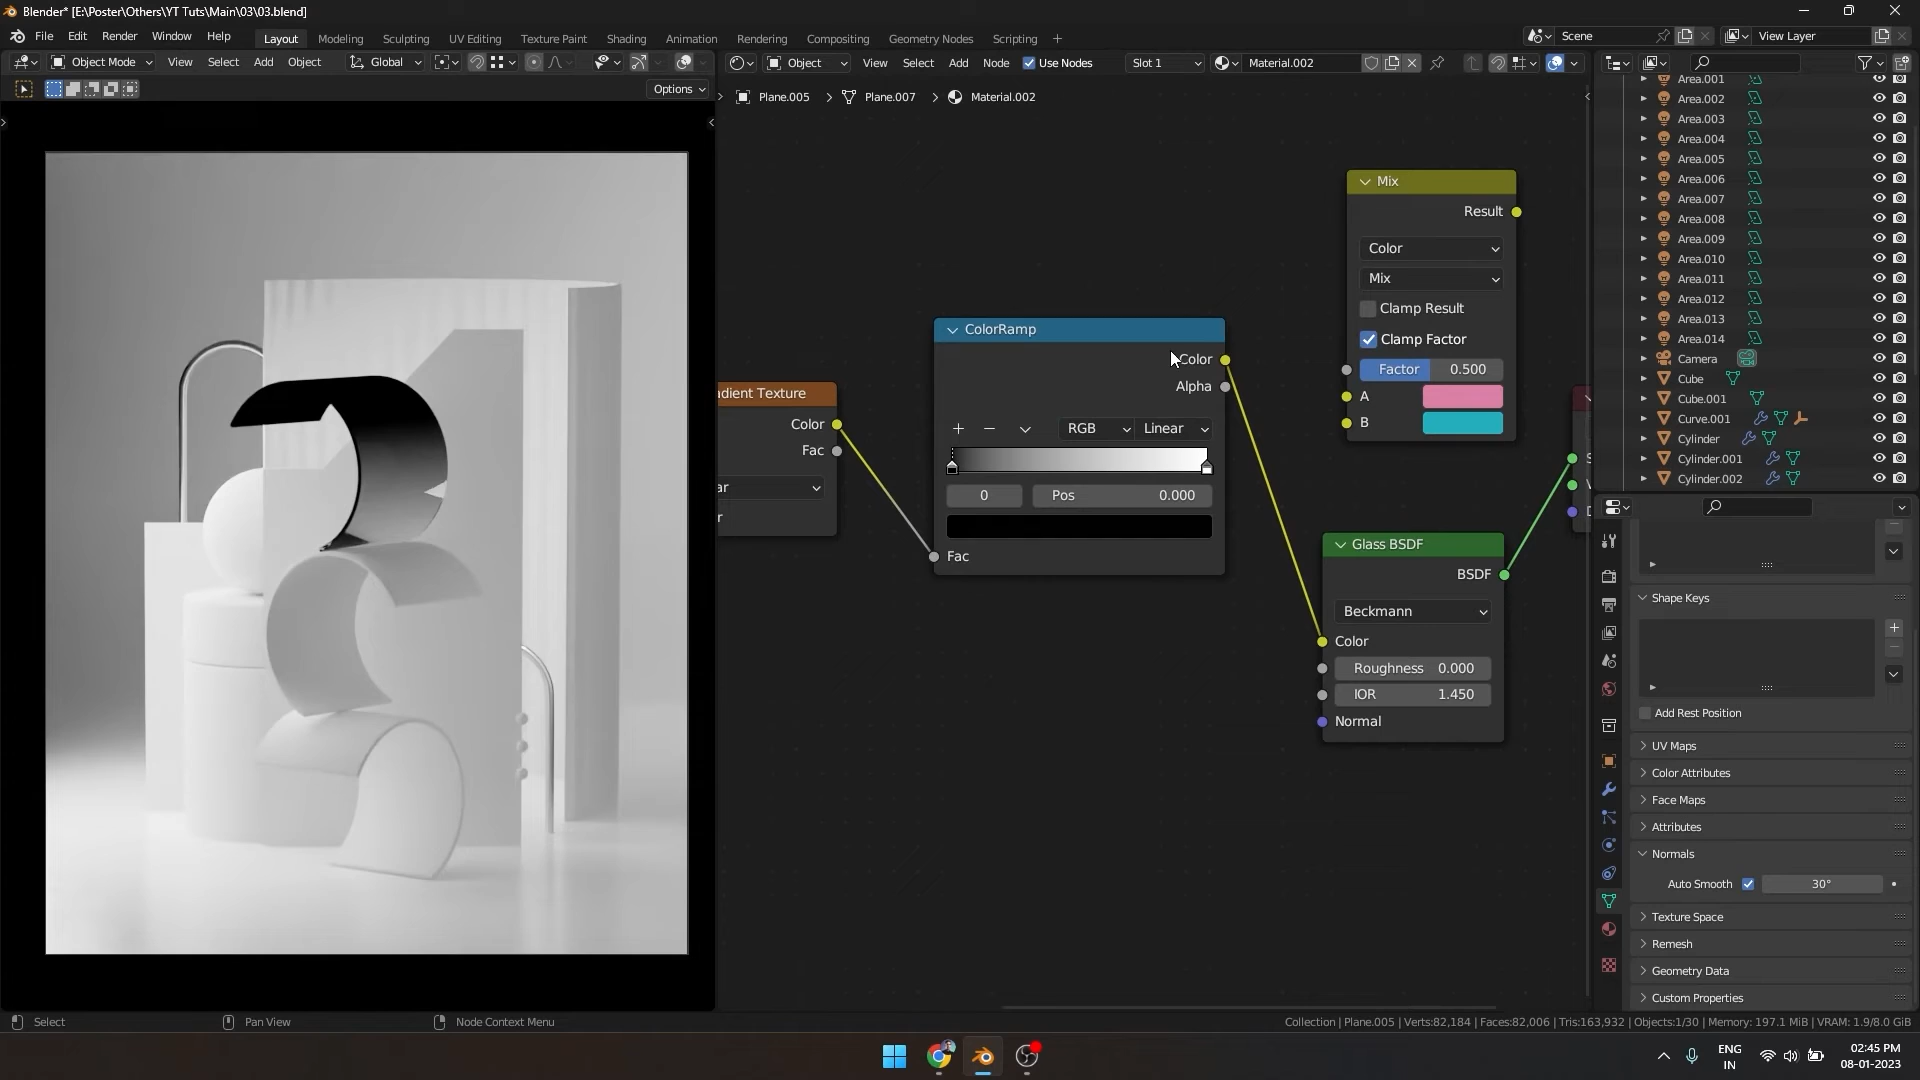 Blender* [E:\Poster\Others\YT Tuts\Main\03\03.blend]
File Edit Render Window Help Layout Modeling Sculpting UV Editing Texture Paint Shading Animation Rendering Compositing Geometry Nodes Scripting + Scene View Layer
Object Mode View Select Add Object Global Object View Select Add Node Use Nodes Slot 1 Material.002
Options
Plane.005 > Plane.007 > Material.002
Area.001
Area.002
Area.003
Area.004
Area.005
Area.006
Area.007
Area.008
Area.009
Area.010
Area.011
Area.012
Area.013
Area.014
Camera
Cube
Cube.001
Curve.001
Cylinder
Cylinder.001
Cylinder.002
Mix
Result
Color
Mix
Clamp Result
Clamp Factor
Factor 0.500
A
B
ColorRamp
Color
Alpha
RGB Linear
0 Pos 0.000
Fac
dient Texture
Color
Fac
ar
r
Glass BSDF
BSDF
Beckmann
Color
Roughness 0.000
IOR 1.450
Normal
Shape Keys
Add Rest Position
UV Maps
Color Attributes
Face Maps
Attributes
Normals
Auto Smooth 30°
Texture Space
Remesh
Geometry Data
Custom Properties
Select Pan View Node Context Menu Collection | Plane.005 | Verts:82,184 | Faces:82,006 | Tris:163,932 | Objects:1/30 | Memory: 197.1 MiB | VRAM: 1.9/8.0 GiB
ENG
IN
02:45 PM
08-01-2023